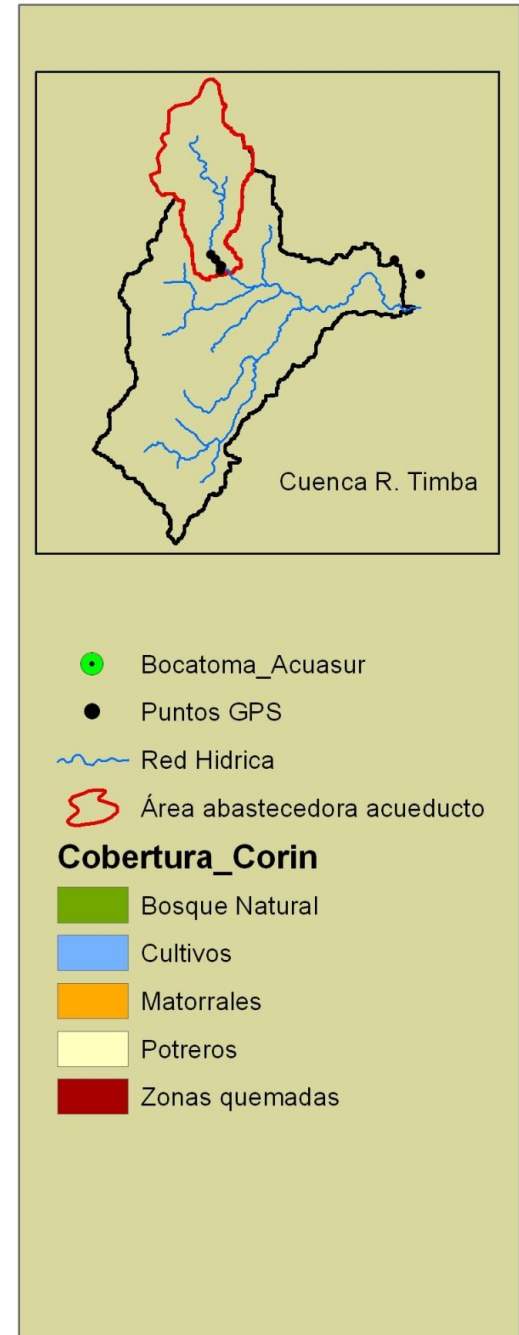 Cuenca R. Timba
Bocatoma_Acuasur
Puntos GPS
Red Hidrica
Área abastecedora acueducto
Cobertura_Corin
Bosque Natural
Cultivos
Matorrales
Potreros
Zonas quemadas